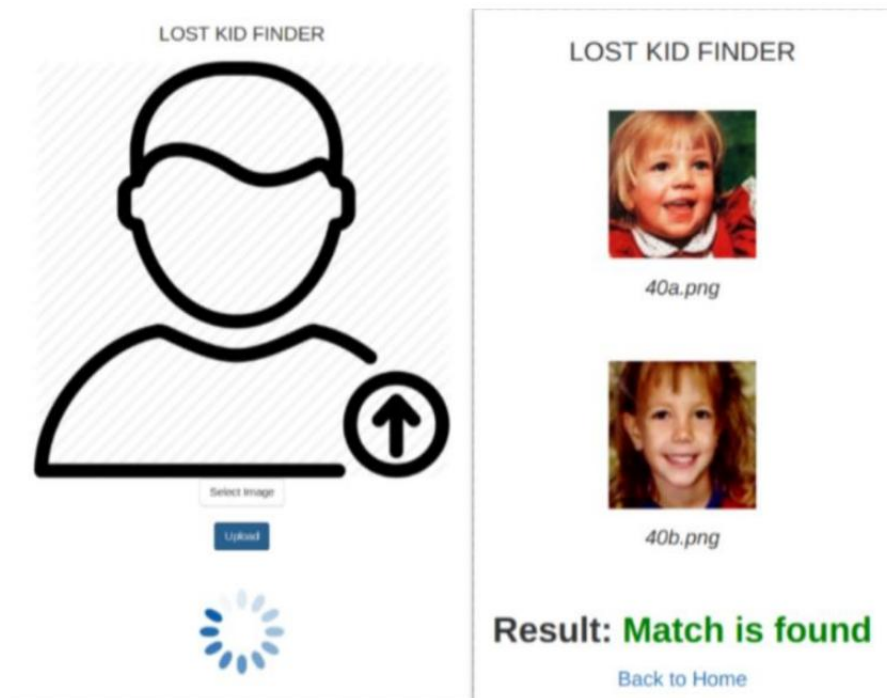 LOST KID FINDER
Select Image
Upload
LOST KID FINDER
40a.png
40b.png
Result: Match is found
Back to Home